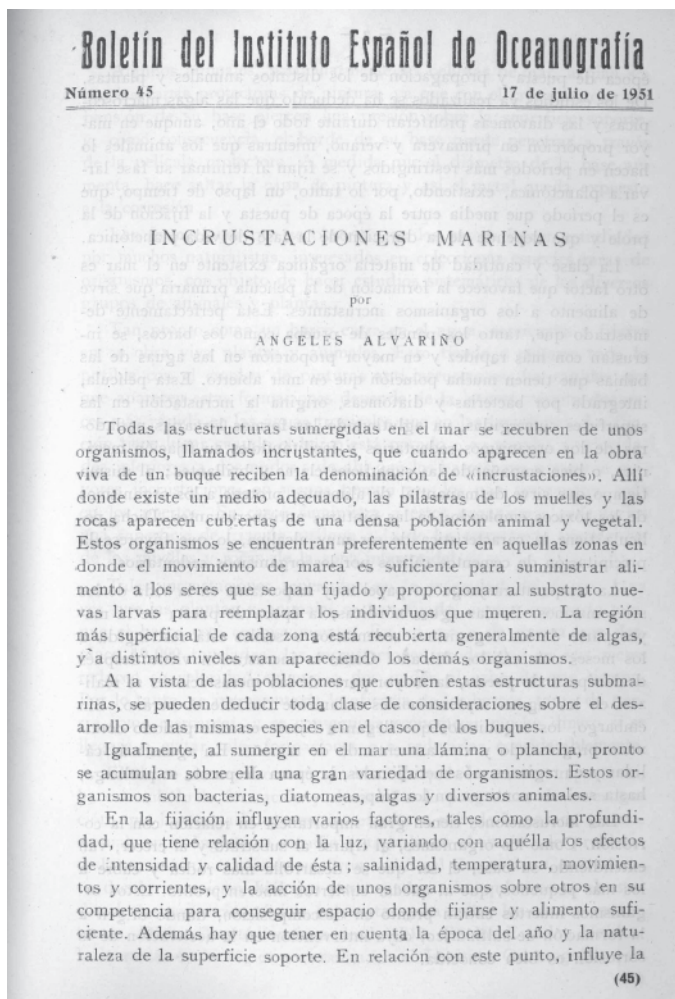 Boletín del Instituto Español de Oceanografía
Número 45 17 de julio de 1951
INCRUSTACIONES MARINAS
por
ANGELES ALVARIÑO
Todas las estructuras sumergidas en el mar se recubren de unos
organismos, llamados incrustantes, que cuando aparecen en la obra
viva de un buque reciben la denominación de «incrustaciones». Allí
donde existe un medio adecuado, las pilastras de los muelles y las
rocas aparecen cubiertas de una densa población animal y vegetal.
Estos organismos se encuentran preferentemente en aquellas zonas en
donde el movimiento de marea es suficiente para suministrar ali-
mento a los seres que se han fijado y proporcionar al substrato nue-
vas larvas para reemplazar los individuos que mueren. La región
más superficial de cada zona está recubierta generalmente de algas,
y a distintos niveles van apareciendo los demás organismos.
A la vista de las poblaciones que cubren estas estructuras subma-
rinas, se pueden deducir toda clase de consideraciones sobre el des-
arrollo de las mismas especies en el casco de los buques.
Igualmente, al sumergir en el mar una lámina o plancha, pronto
se acumulan sobre ella una gran variedad de organismos. Estos or-
ganismos son bacterias, diatomeas, algas y diversos animales.
En la fijación influyen varios factores, tales como la profundi-
dad, que tiene relación con la luz, variando con aquélla los efectos
de intensidad y calidad de ésta; salinidad, temperatura, movimien-
tos y corrientes, y la acción de unos organismos sobre otros en su
competencia para conseguir espacio donde fijarse y alimento sufi-
ciente. Además hay que tener en cuenta la época del año y la natu-
raleza de la superficie soporte. En relación con este punto, influye la
(45)